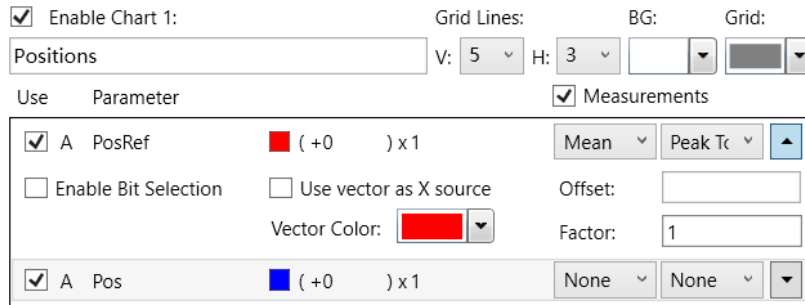 Enable Chart 1: Grid Lines: BG: Grid:
Positions V: 5 H: 3
Use Parameter Measurements
A PosRef ( +0 ) x 1 Mean Peak
Enable Bit Selection Use vector as X source Offset:
Vector Color: Factor: 1
A Pos ( +0 ) x 1 None None